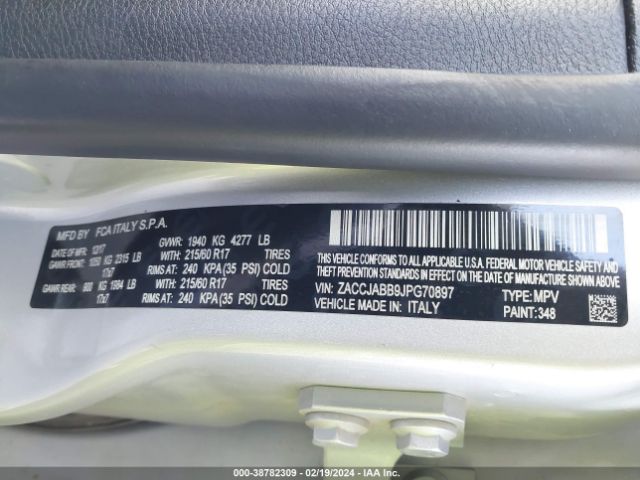 MFD BY FCA ITALY S.P.A.
DATE OF MFR 12/17 GVWR: 1940 KG 4277 LB
GAWR FRONT: 1050 KG 2315 LB WITH: 215/60 R17 TIRES
17x7 RIMS AT: 240 KPA(35 PSI) COLD
GAWR REAR: 900 KG 1984 LB WITH: 215/60 R17 TIRES
17x7 RIMS AT: 240 KPA(35 PSI) COLD
THIS VEHICLE CONFORMS TO ALL APPLICABLE U.S.A. FEDERAL MOTOR VEHICLE
SAFETY, BUMPER AND THEFT PREVENTION STANDARDS IN EFFECT ON THE
DATE OF MANUFACTURE SHOWN ABOVE
VIN: ZACCJABB9JPG70897 TYPE: MPV
VEHICLE MADE IN: ITALY PAINT:348
000-38782309 - 02/19/2024 - IAA Inc.